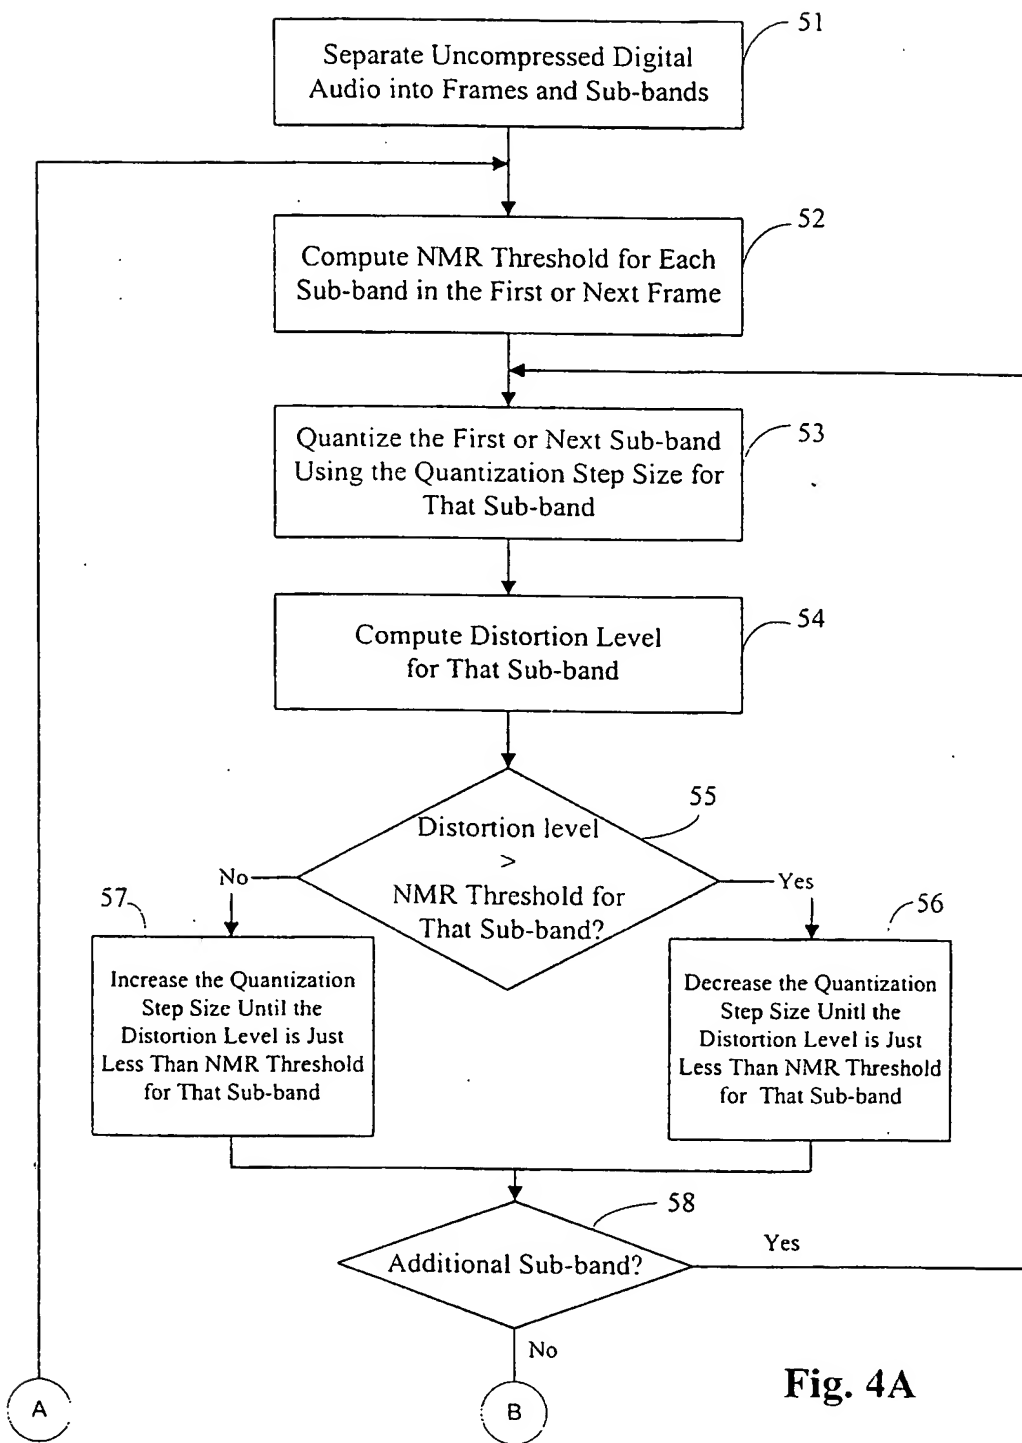 51
Separate Uncompressed Digital
Audio into Frames and Sub-bands
52
Compute NMR Threshold for Each
Sub-band in the First or Next Frame
53
Quantize the First or Next Sub-band
Using the Quantization Step Size for
That Sub-band
54
Compute Distortion Level
for That Sub-band
55
Distortion level
>
NMR Threshold for
That Sub-band?
No
Yes
57
56
Increase the Quantization
Step Size Until the
Distortion Level is Just
Less Than NMR Threshold
for That Sub-band
Decrease the Quantization
Step Size Unitl the
Distortion Level is Just
Less Than NMR Threshold
for That Sub-band
58
Additional Sub-band?
Yes
No
A
B
Fig. 4A